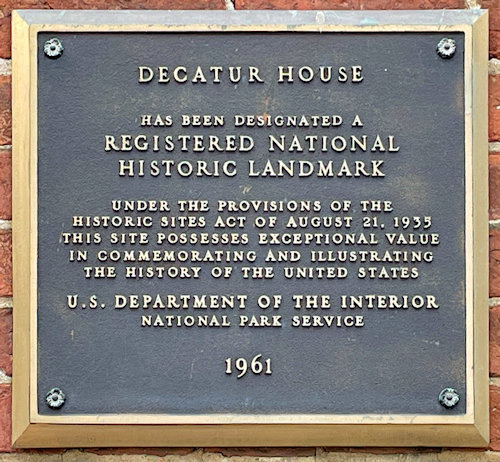 DECATUR HOUSE
HAS BEEN DESIGNATED A
REGISTERED NATIONAL
HISTORIC LANDMARK
UNDER THE PROVISIONS OF THE
HISTORIC SITES ACT OF AUGUST 21, 1935
THIS SITE POSSESSES EXCEPTIONAL VALUE
IN COMMEMORATING AND ILLUSTRATING
THE HISTORY OF THE UNITED STATES
U.S. DEPARTMENT OF THE INTERIOR
NATIONAL PARK SERVICE
1961